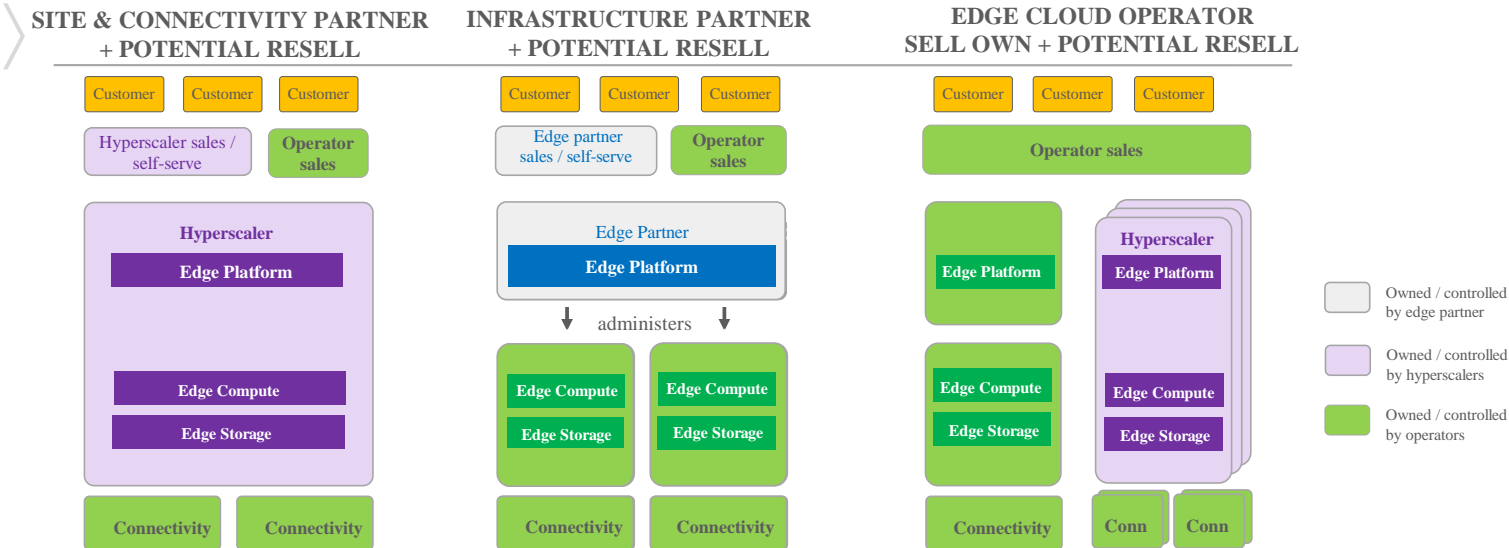 SITE & CONNECTIVITY PARTNER
+ POTENTIAL RESELL
INFRASTRUCTURE PARTNER
+ POTENTIAL RESELL
EDGE CLOUD OPERATOR
SELL OWN + POTENTIAL RESELL
Customer
Customer
Customer
Hyperscaler sales /
self-serve
Operator
sales
Hyperscaler
Edge Platform
Edge Compute
Edge Storage
Connectivity
Connectivity
Customer
Customer
Customer
Edge partner
sales / self-serve
Operator
sales
Edge Partner
Edge Platform
administers
Edge Compute
Edge Storage
Edge Compute
Edge Storage
Connectivity
Connectivity
Customer
Customer
Customer
Operator sales
Edge Platform
Edge Compute
Edge Storage
Connectivity
Hyperscaler
Edge Platform
Edge Compute
Edge Storage
Conn
Conn
Owned / controlled
by edge partner
Owned / controlled
by hyperscalers
Owned / controlled
by operators